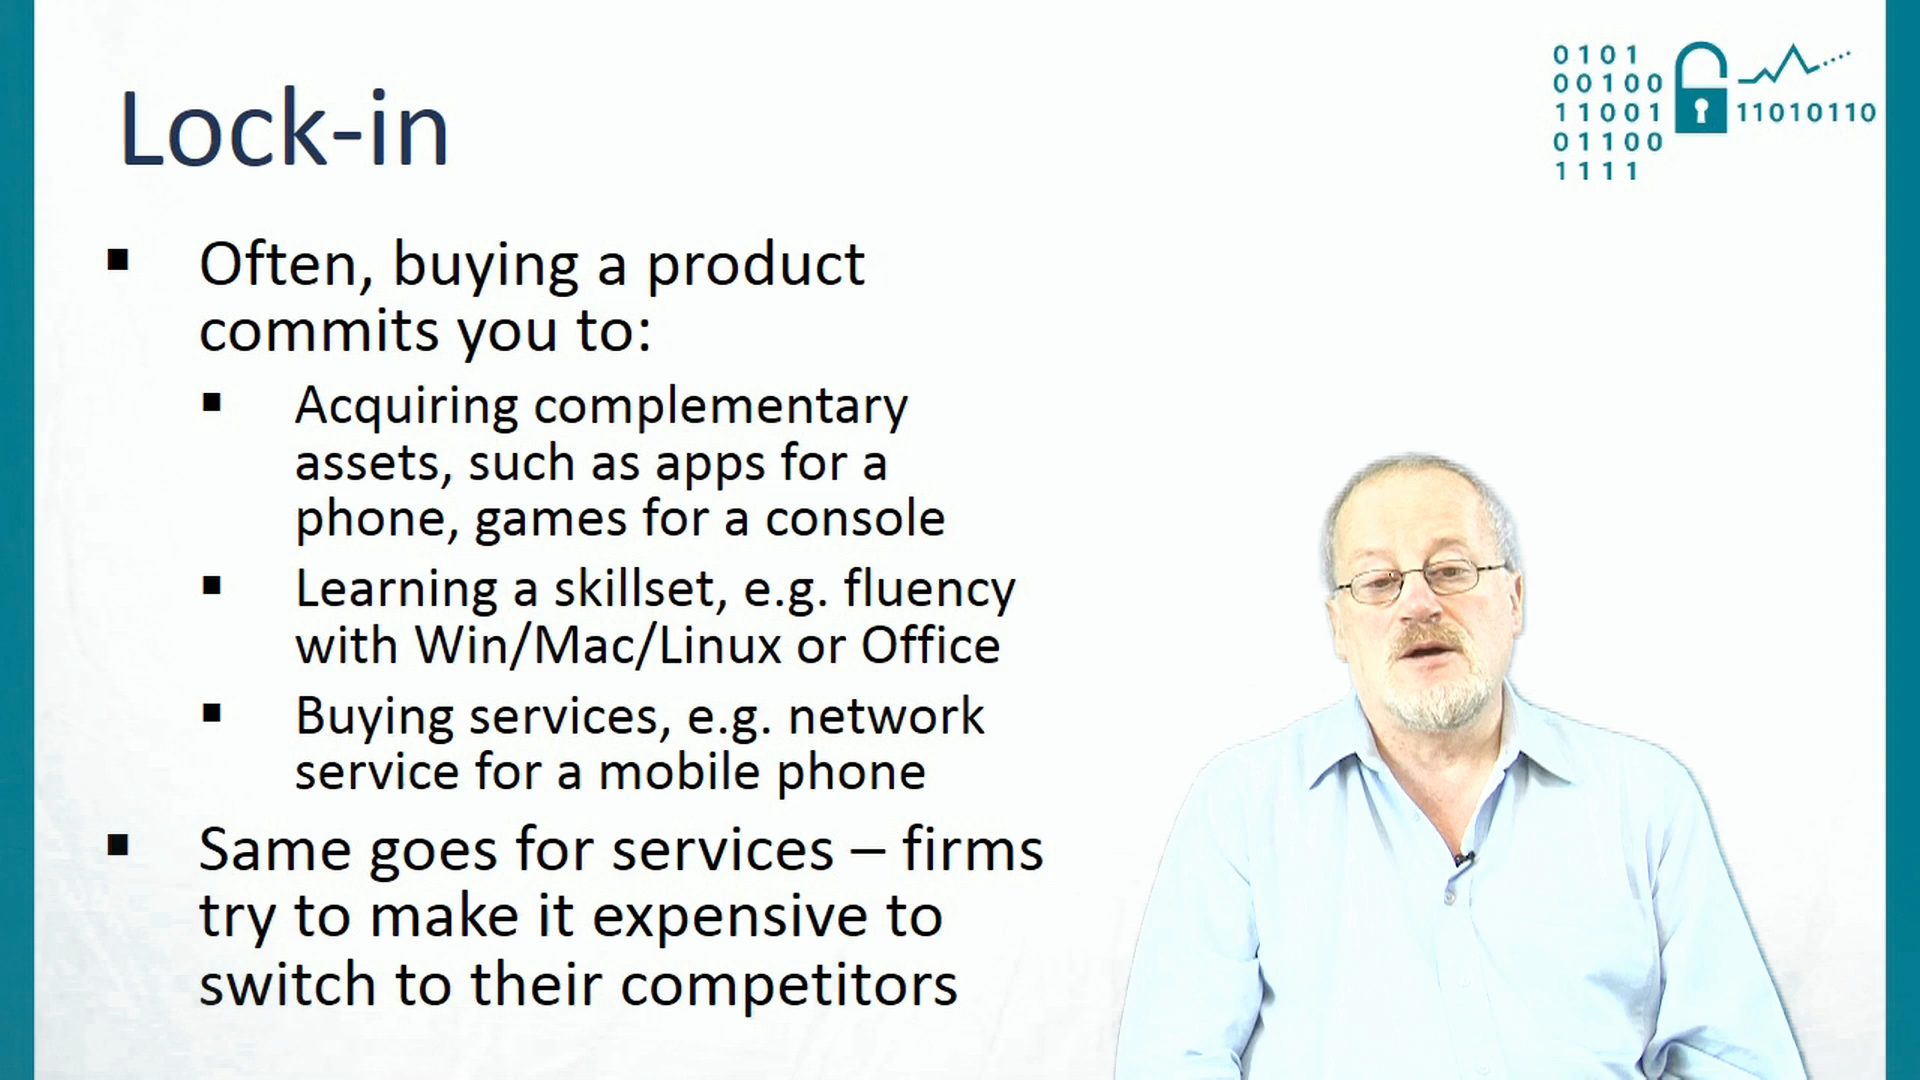 Lock-in
0101
00100
11001
01100
1111
11010110
▪ Often, buying a product
commits you to:
▪ Acquiring complementary
assets, such as apps for a
phone, games for a console
▪ Learning a skillset, e.g. fluency
with Win/Mac/Linux or Office
▪ Buying services, e.g. network
service for a mobile phone
▪ Same goes for services – firms
try to make it expensive to
switch to their competitors